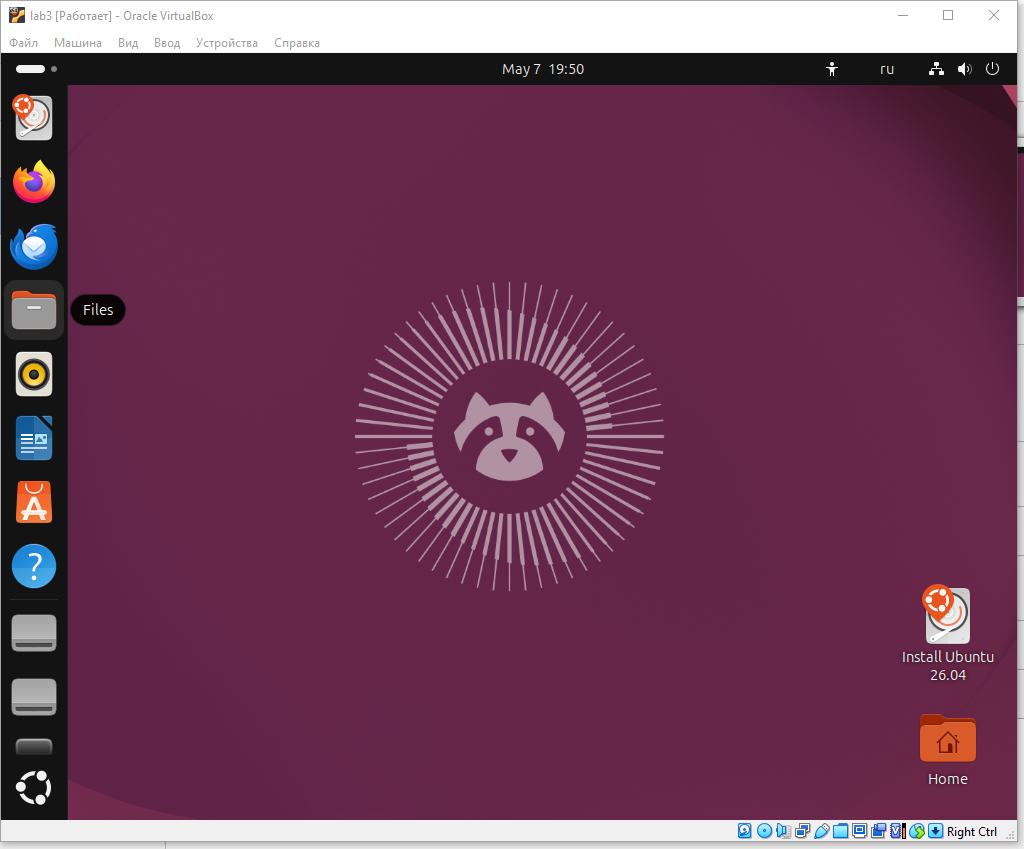 lab3 [Работает] - Oracle VirtualBox
Файл Машина Вид Ввод Устройства Справка
May 7 19:50
ru
Files
Install Ubuntu
26.04
Home
Right Ctrl